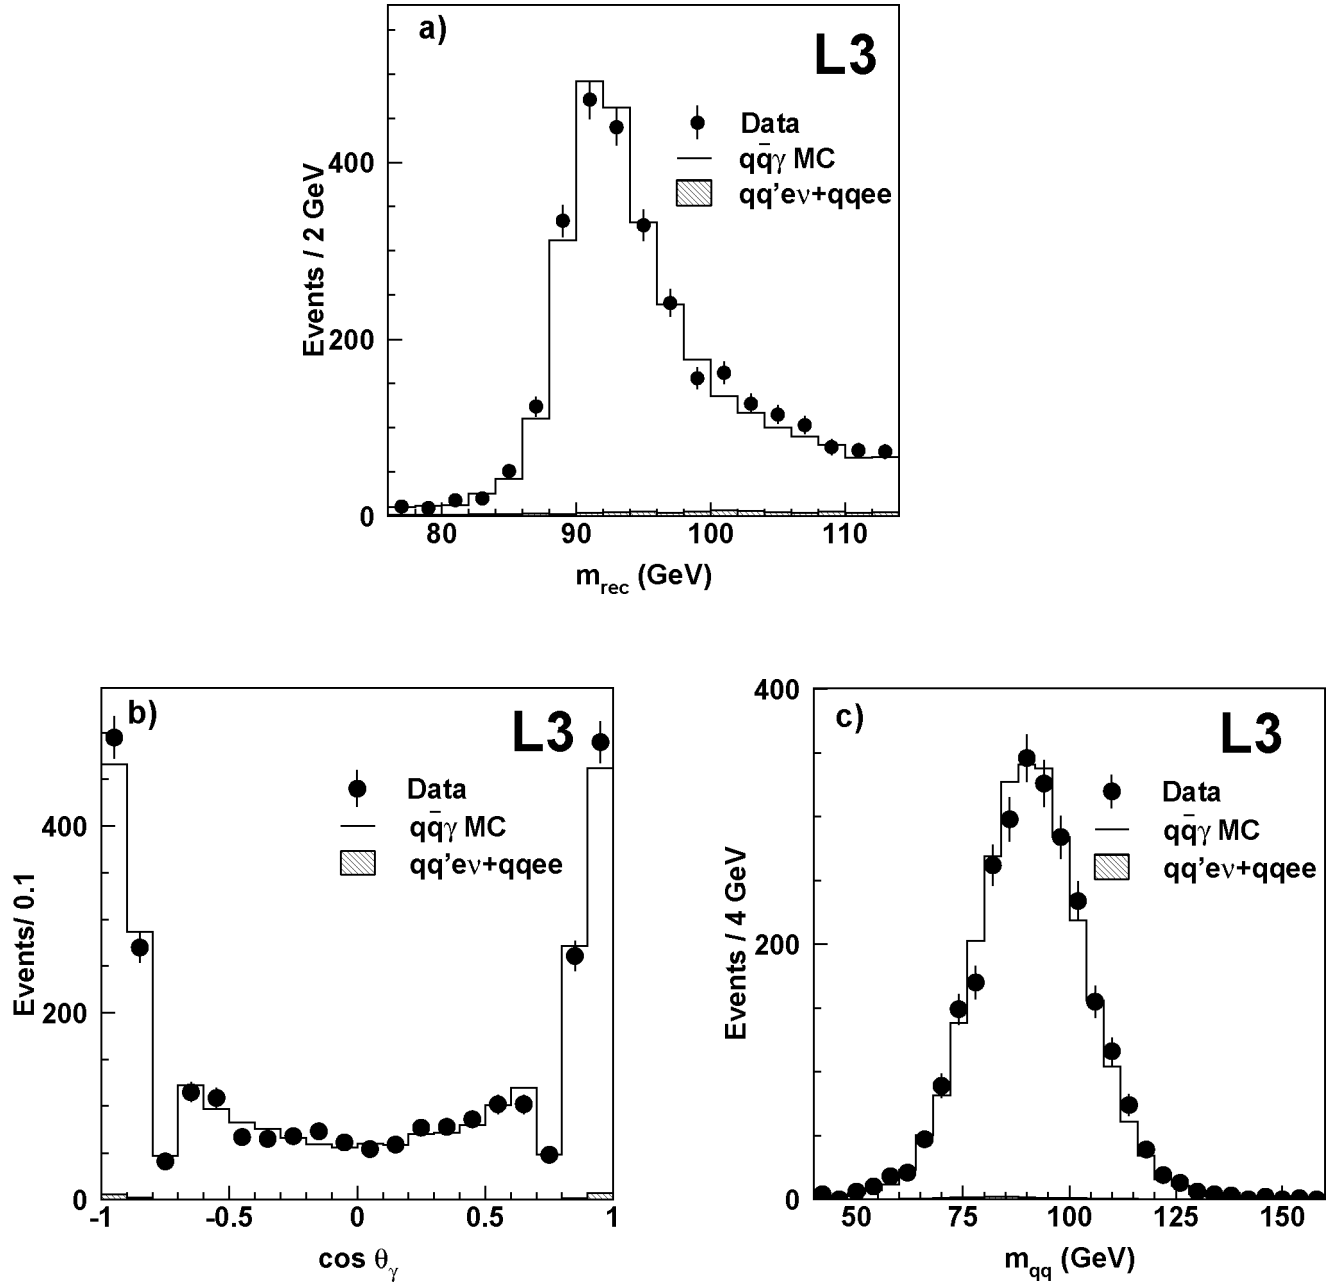 a)
L3
Data
qq̄γ MC
qq’eν+qqee
Events / 2 GeV
400
200
0
80 90 100 110
m_rec (GeV)
b)
L3
Data
qq̄γ MC
qq’eν+qqee
Events/ 0.1
400
200
0
-1 -0.5 0 0.5 1
cos θ_γ
c)
L3
Data
qq̄γ MC
qq’eν+qqee
Events / 4 GeV
400
200
0
50 75 100 125 150
m_qq (GeV)